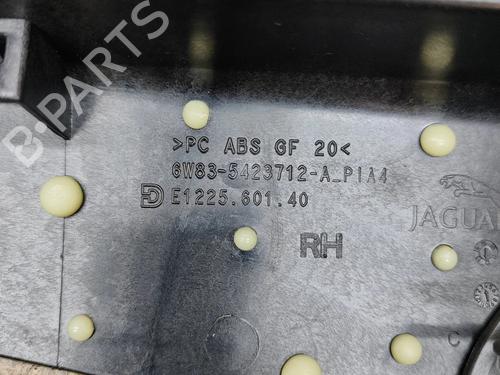 >PC ABS GF 20<
6W83-5423712-A_PIA4
D E1225.601.40
RH
JAGUA
C
B-PARTS